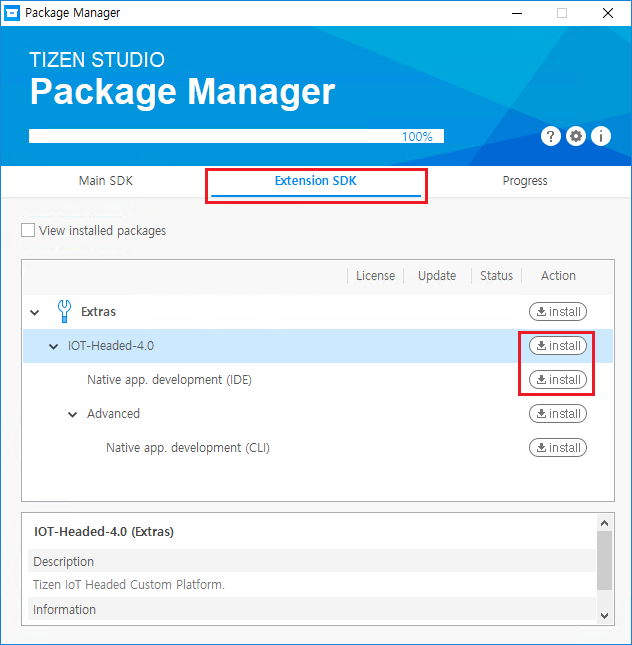 Package Manager
TIZEN STUDIO
Package Manager
100%
? i
Main SDK Extension SDK Progress
View installed packages
License Update Status Action
Extras install
IOT-Headed-4.0 install
Native app. development (IDE) install
Advanced install
Native app. development (CLI) install
IOT-Headed-4.0 (Extras)
Description
Tizen IoT Headed Custom Platform.
Information